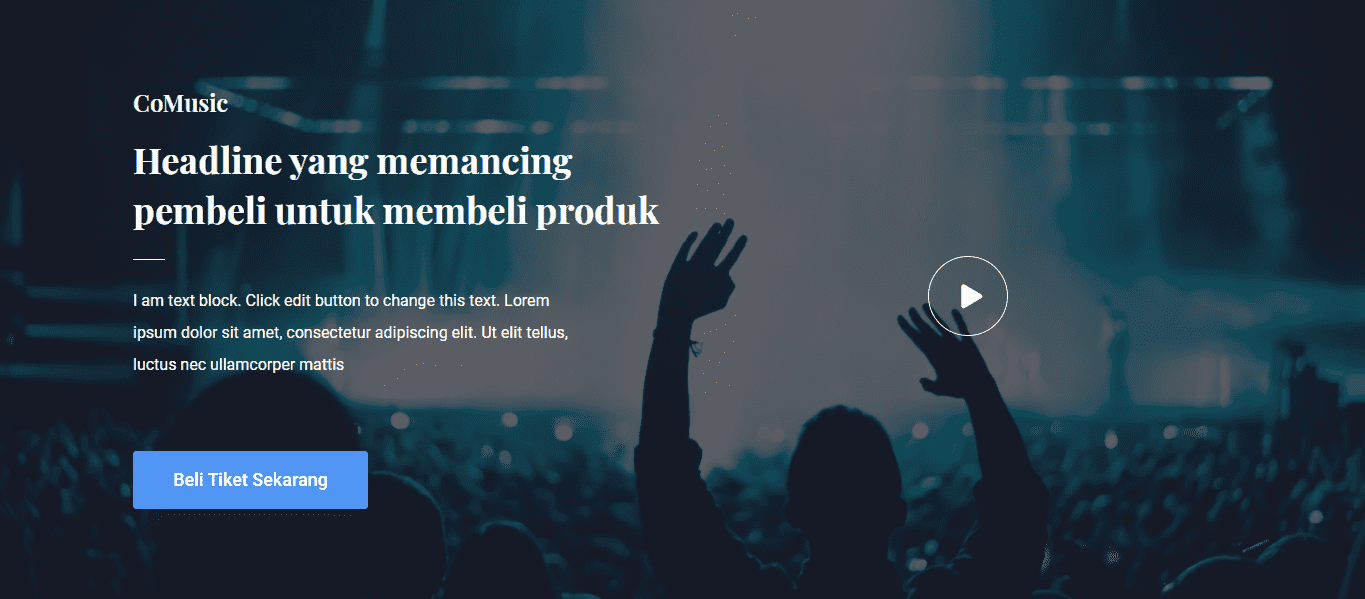 CoMusic
Headline yang memancing
pembeli untuk membeli produk
I am text block. Click edit button to change this text. Lorem
ipsum dolor sit amet, consectetur adipiscing elit. Ut elit tellus,
luctus nec ullamcorper mattis
Beli Tiket Sekarang